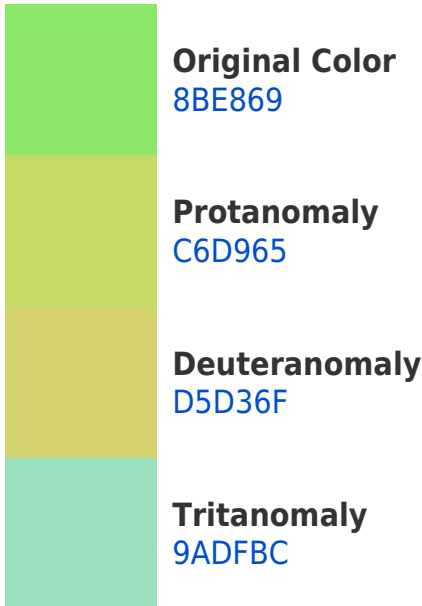 Original Color
8BE869
Protanomaly
C6D965
Deuteranomaly
D5D36F
Tritanomaly
9ADFBC